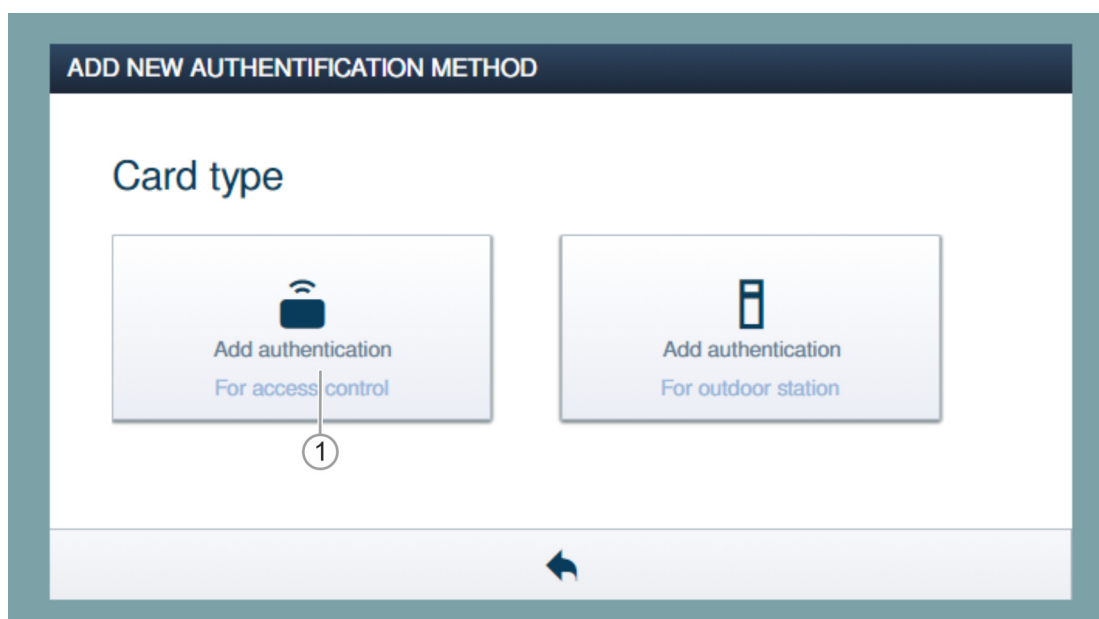 ADD NEW AUTHENTIFICATION METHOD
Card type
Add authentication
For access control
Add authentication
For outdoor station
1